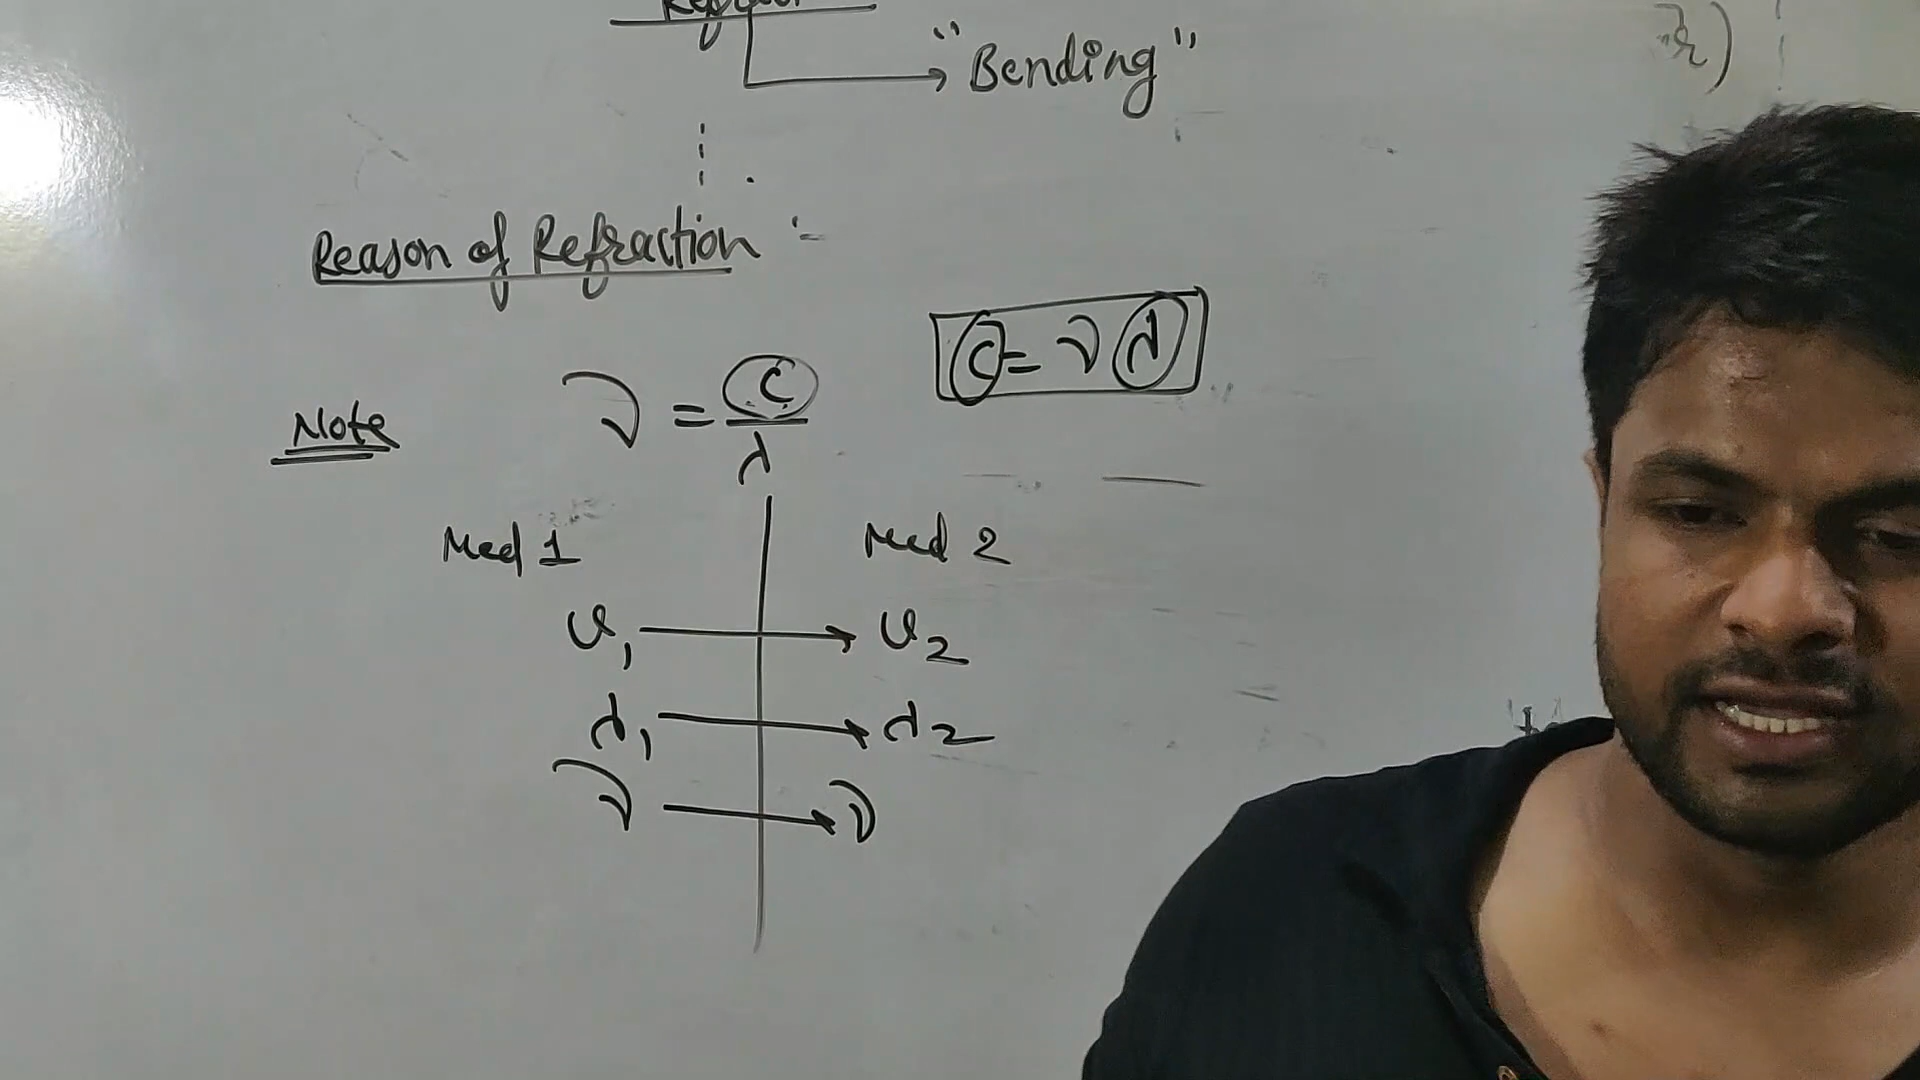 "Bending"
Reason of Refraction :-
C = ν λ
Note ν = C / λ
Med 1 Med 2
v₁ → v₂
λ₁ → λ₂
ν → ν